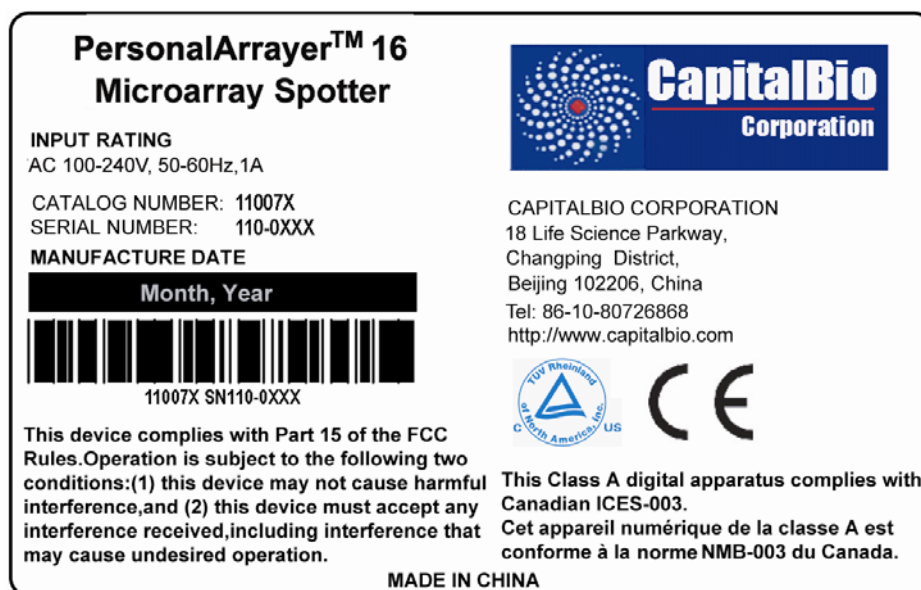 PersonalArrayer™ 16
Microarray Spotter
INPUT RATING
AC 100-240V, 50-60Hz,1A
CATALOG NUMBER: 11007X
SERIAL NUMBER: 110-0XXX
MANUFACTURE DATE
Month, Year
11007X SN110-0XXX
This device complies with Part 15 of the FCC
Rules.Operation is subject to the following two
conditions:(1) this device may not cause harmful
interference,and (2) this device must accept any
interference received,including interference that
may cause undesired operation.
CapitalBio
Corporation
CAPITALBIO CORPORATION
18 Life Science Parkway,
Changping District,
Beijing 102206, China
Tel: 86-10-80726868
http://www.capitalbio.com
TUV Rheinland
of North America, Inc.
C US
CE
This Class A digital apparatus complies with
Canadian ICES-003.
Cet appareil numérique de la classe A est
conforme à la norme NMB-003 du Canada.
MADE IN CHINA